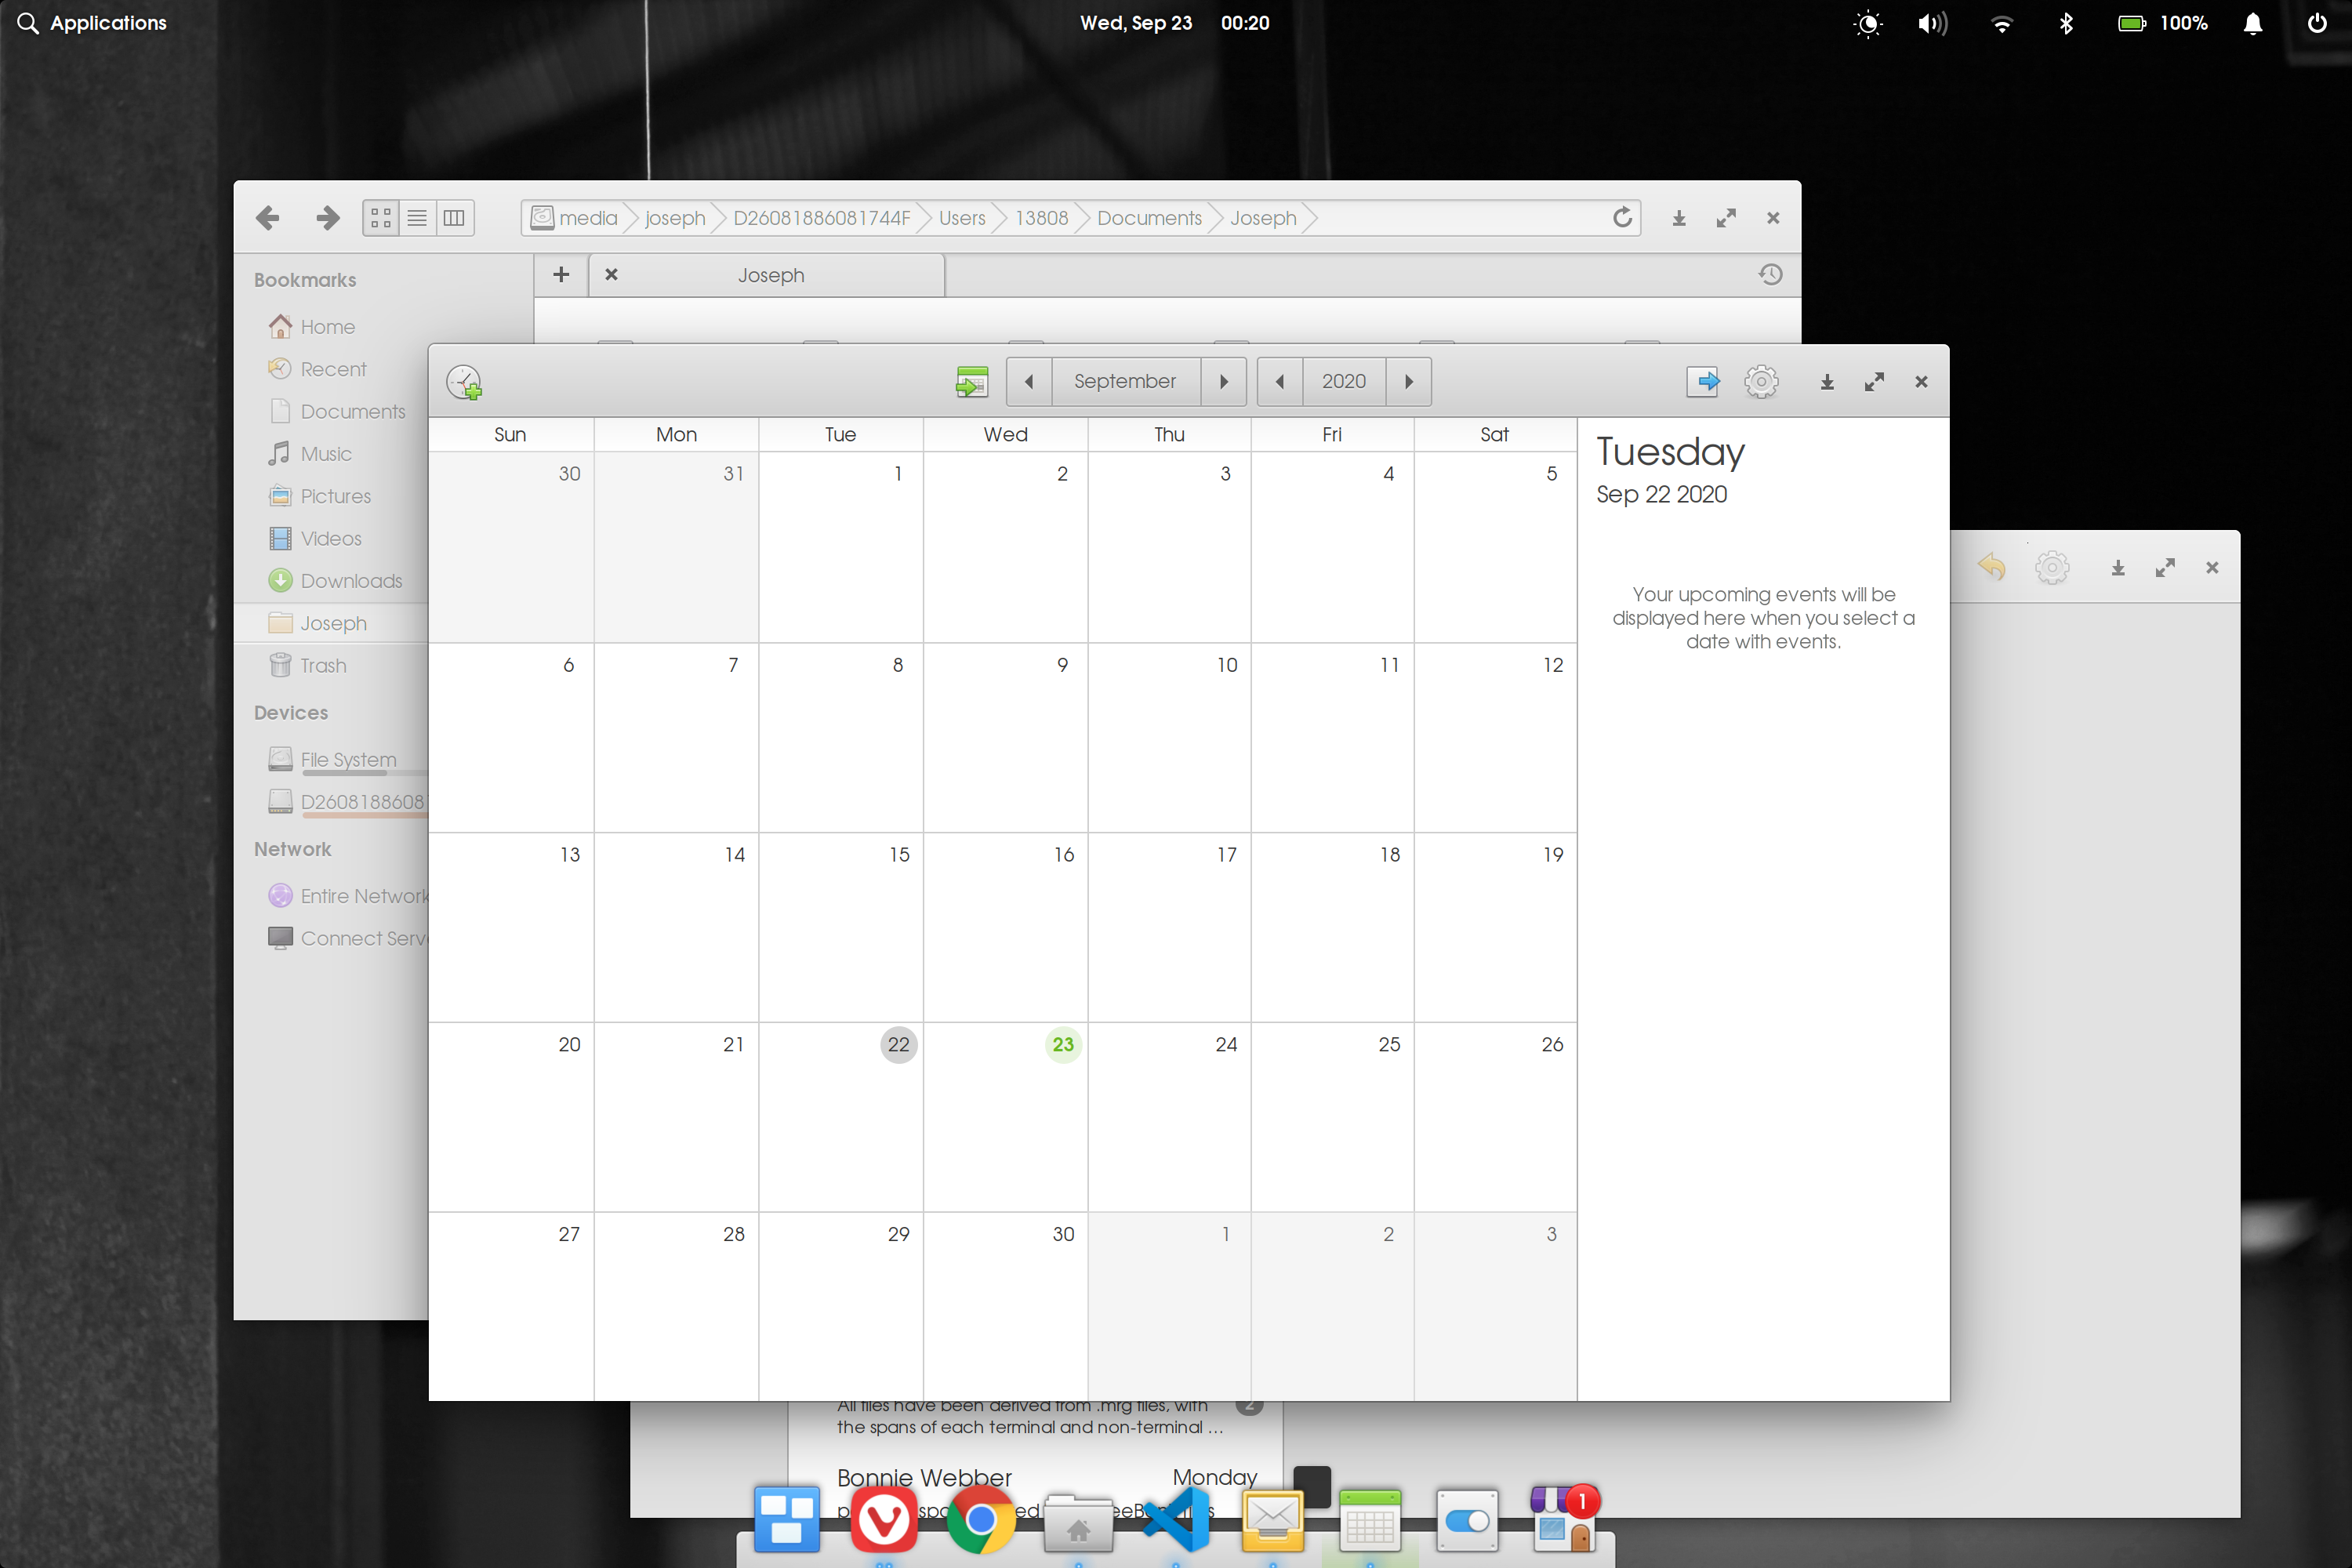 Applications
Wed, Sep 23 00:20
100%
media joseph D26081886081744F Users 13808 Documents Joseph
Joseph
Bookmarks
Home
Recent
Documents
Music
Pictures
Videos
Downloads
Joseph
Trash
Devices
File System
Network
Entire Network
Connect
September 2020
Sun Mon Tue Wed Thu Fri Sat
30 31 1 2 3 4 5
6 7 8 9 10 11 12
13 14 15 16 17 18 19
20 21 22 23 24 25 26
27 28 29 30 1 2 3
Tuesday
Sep 22 2020
Your upcoming events will be
displayed here when you select a
date with events.
All files have been derived from .mrg files, with
2
the spans of each terminal and non-terminal ...
Bonnie Webber Monday
1